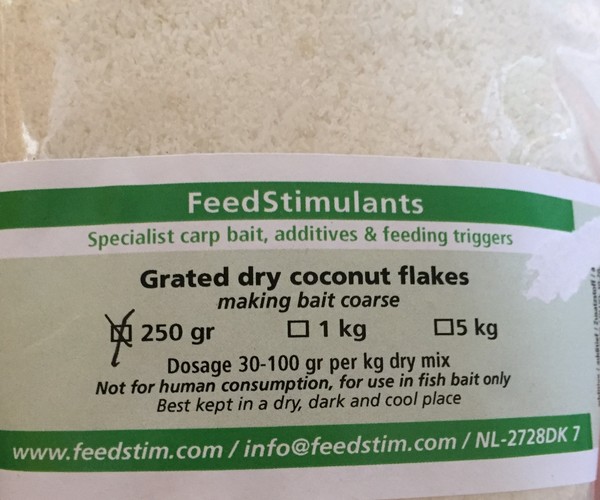 FeedStimulants
Specialist carp bait, additives & feeding triggers
Grated dry coconut flakes
making bait coarse
250 gr 1 kg 5 kg
Dosage 30-100 gr per kg dry mix
Not for human consumption, for use in fish bait only
Best kept in a dry, dark and cool place
www.feedstim.com / info@feedstim.com / NL-2728DK 7